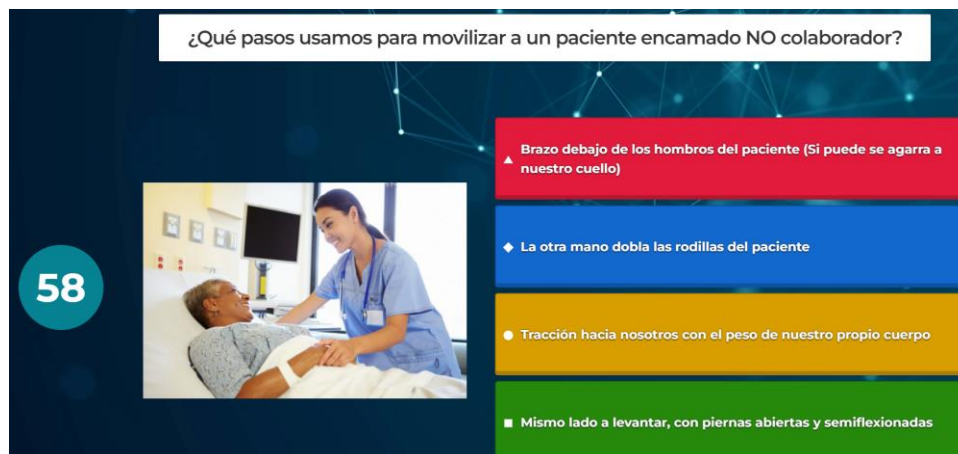 ¿Qué pasos usamos para movilizar a un paciente encamado NO colaborador?
58
Brazo debajo de los hombros del paciente (Si puede se agarra a
nuestro cuello)
La otra mano dobla las rodillas del paciente
Tracción hacia nosotros con el peso de nuestro propio cuerpo
Mismo lado a levantar, con piernas abiertas y semiflexionadas